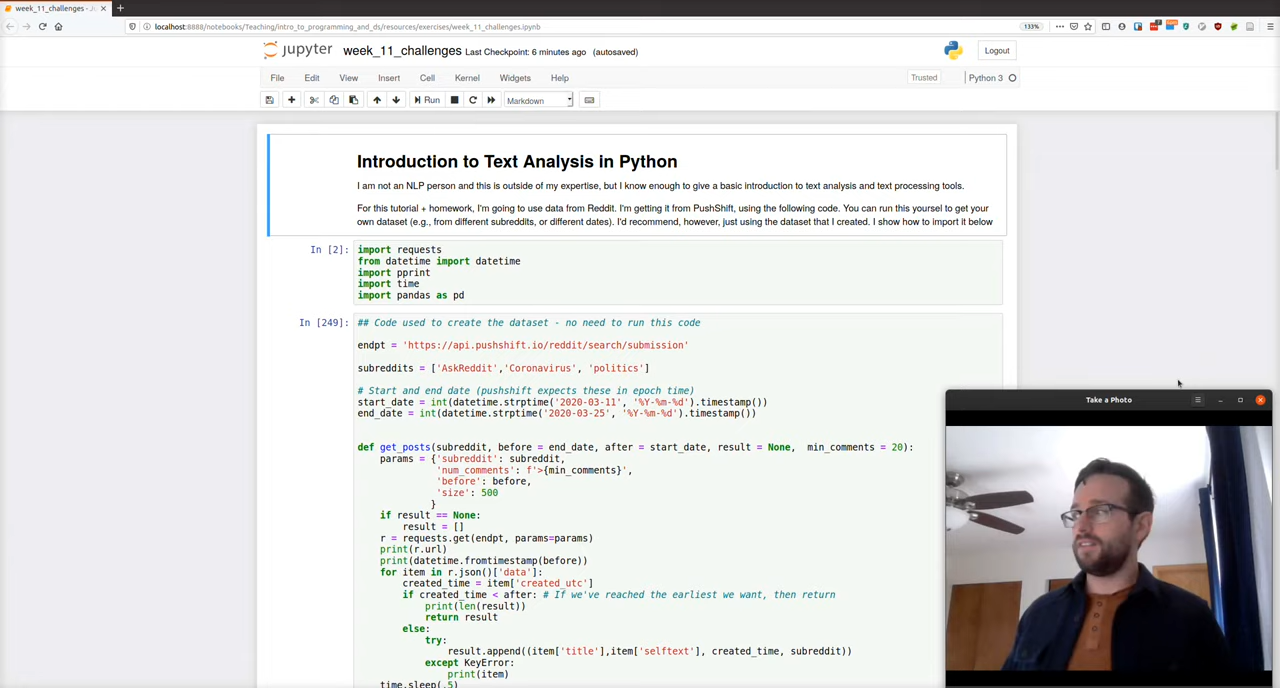 week_11_challenges - J
localhost:8888/notebooks/Teaching/intro_to_programming_and_ds/resources/exercises/week_11_challenges.ipynb
133%
jupyter week_11_challenges Last Checkpoint: 6 minutes ago (autosaved)
Logout
File Edit View Insert Cell Kernel Widgets Help
Trusted
Python 3
Run
Markdown
Introduction to Text Analysis in Python
I am not an NLP person and this is outside of my expertise, but I know enough to give a basic introduction to text analysis and text processing tools.
For this tutorial + homework, I'm going to use data from Reddit. I'm getting it from PushShift, using the following code. You can run this yoursel to get your
own dataset (e.g., from different subreddits, or different dates). I'd recommend, however, just using the dataset that I created. I show how to import it below
In [2]: import requests
from datetime import datetime
import pprint
import time
import pandas as pd
In [249]: ## Code used to create the dataset - no need to run this code
endpt = 'https://api.pushshift.io/reddit/search/submission'
subreddits = ['AskReddit','Coronavirus', 'politics']
# Start and end date (pushshift expects these in epoch time)
start_date = int(datetime.strptime('2020-03-11', '%Y-%m-%d').timestamp())
end_date = int(datetime.strptime('2020-03-25', '%Y-%m-%d').timestamp())
def get_posts(subreddit, before = end_date, after = start_date, result = None,  min_comments = 20):
params = {'subreddit': subreddit,
'num_comments': f'>{min_comments}',
'before': before,
'size': 500
}
if result == None:
result = []
r = requests.get(endpt, params=params)
print(r.url)
print(datetime.fromtimestamp(before))
for item in r.json()['data']:
created_time = item['created_utc']
if created_time < after: # If we've reached the earliest we want, then return
print(len(result))
return result
else:
try:
result.append((item['title'],item['selftext'], created_time, subreddit))
except KeyError:
print(item)
time.sleep(.5)
Take a Photo